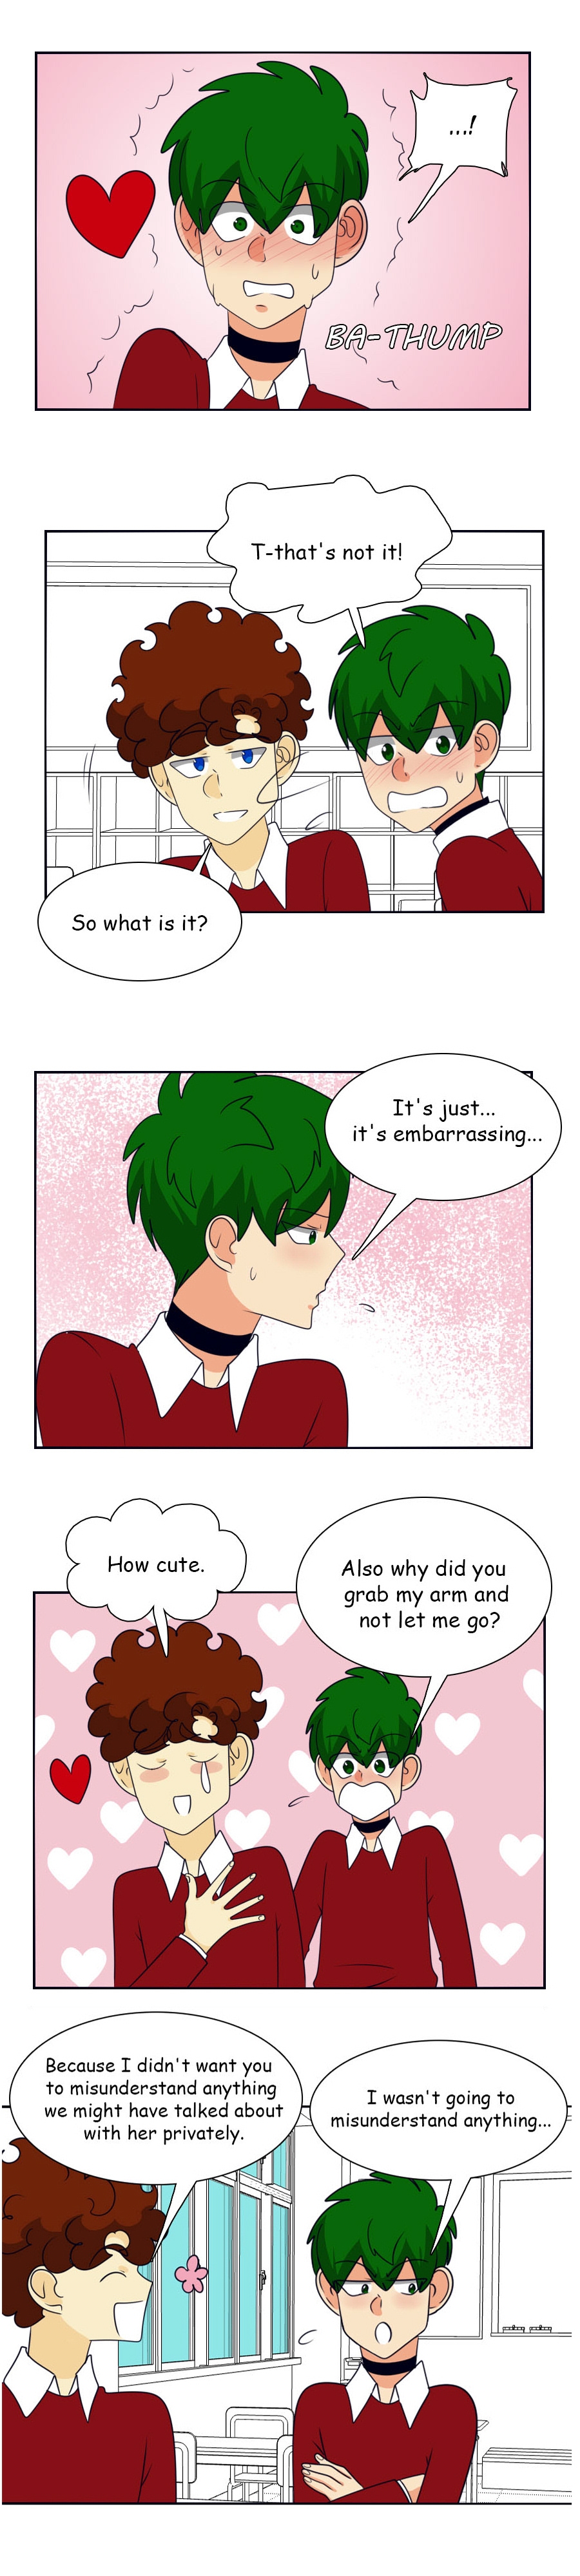 ...!
BA-THUMP
T-that's not it!
So what is it?
It's just...
it's embarrassing...
How cute.
Also why did you
grab my arm and
not let me go?
Because I didn't want you
to misunderstand anything
we might have talked about
with her privately.
I wasn't going to
misunderstand anything...